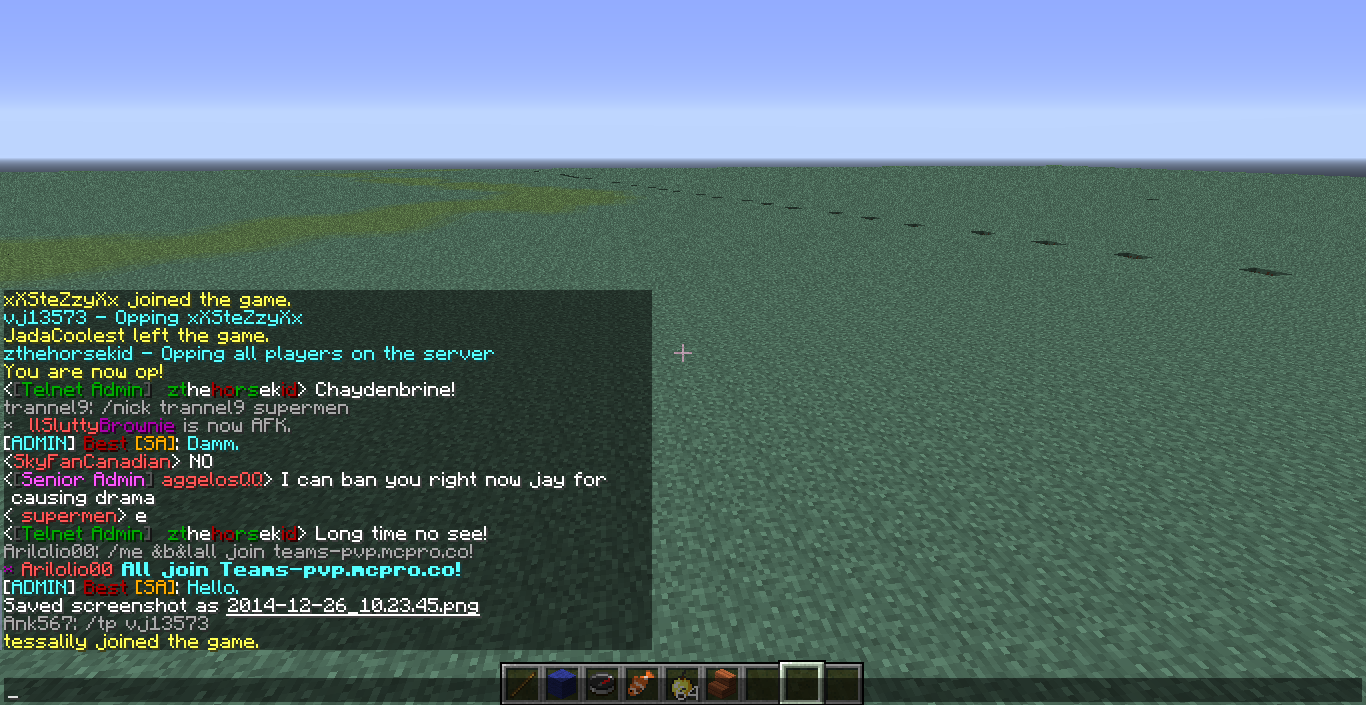 xXSteZzyXx joined the game.
vj13573 - Opping xXSteZzyXx
JadaCoolest left the game.
zthehorsekid - Opping all players on the server
You are now op!
<[Telnet Admin] zthehorsekid> Chaydenbrine!
trannel9: /nick trannel9 supermen
* llSluttyBrownie is now AFK.
[ADMIN] Best [SA]: Damm.
<SkyFanCanadian> NO
<[Senior Admin] aggelosQQ> I can ban you right now jay for
causing drama
< supermen> e
<[Telnet Admin] zthehorsekid> Long time no see!
Arilolio00: /me &b&lall join teams-pvp.mcpro.co!
* Arilolio00 All join Teams-pvp.mcpro.co!
[ADMIN] Best [SA]: Hello.
Saved screenshot as 2014-12-26_10.23.45.png
Ank567: /tp vj13573
tessalily joined the game.
64
_